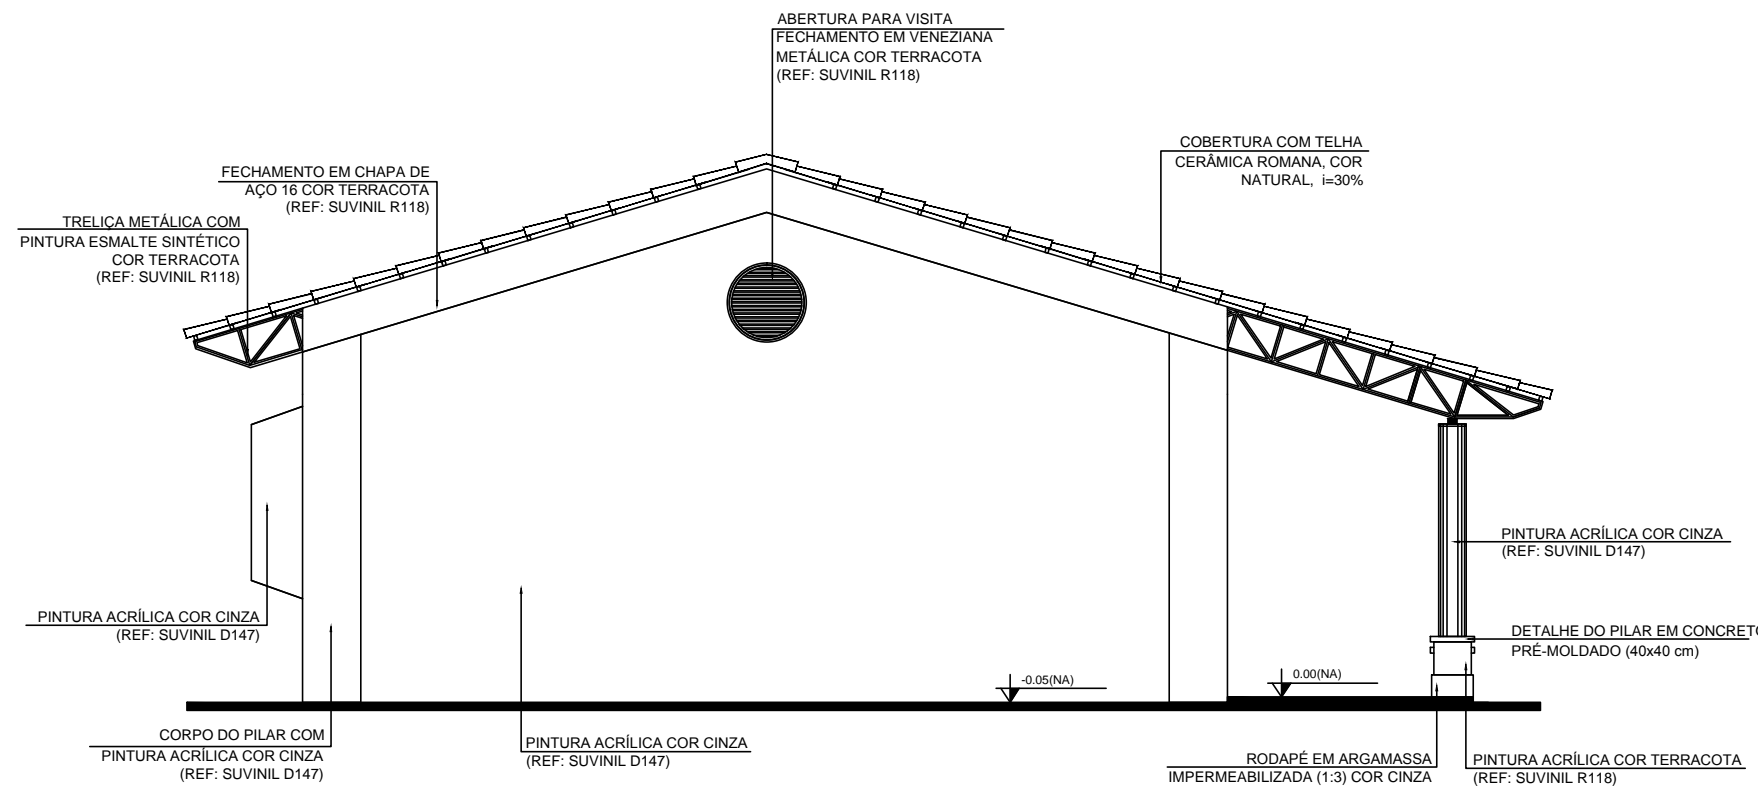 ABERTURA PARA VISITA
FECHAMENTO EM VENEZIANA
METÁLICA COR TERRACOTA
(REF: SUVINIL R118)
COBERTURA COM TELHA
CERÂMICA ROMANA, COR
NATURAL, i=30%
FECHAMENTO EM CHAPA DE
AÇO 16 COR TERRACOTA
(REF: SUVINIL R118)
TRELIÇA METÁLICA COM
PINTURA ESMALTE SINTÉTICO
COR TERRACOTA
(REF: SUVINIL R118)
PINTURA ACRÍLICA COR CINZA
(REF: SUVINIL D147)
PINTURA ACRÍLICA COR CINZA
(REF: SUVINIL D147)
DETALHE DO PILAR EM CONCRETO
PRÉ-MOLDADO (40x40 cm)
-0.05(NA)
0.00(NA)
CORPO DO PILAR COM
PINTURA ACRÍLICA COR CINZA
(REF: SUVINIL D147)
PINTURA ACRÍLICA COR CINZA
(REF: SUVINIL D147)
RODAPÉ EM ARGAMASSA
IMPERMEABILIZADA (1:3) COR CINZA
PINTURA ACRÍLICA COR TERRACOTA
(REF: SUVINIL R118)